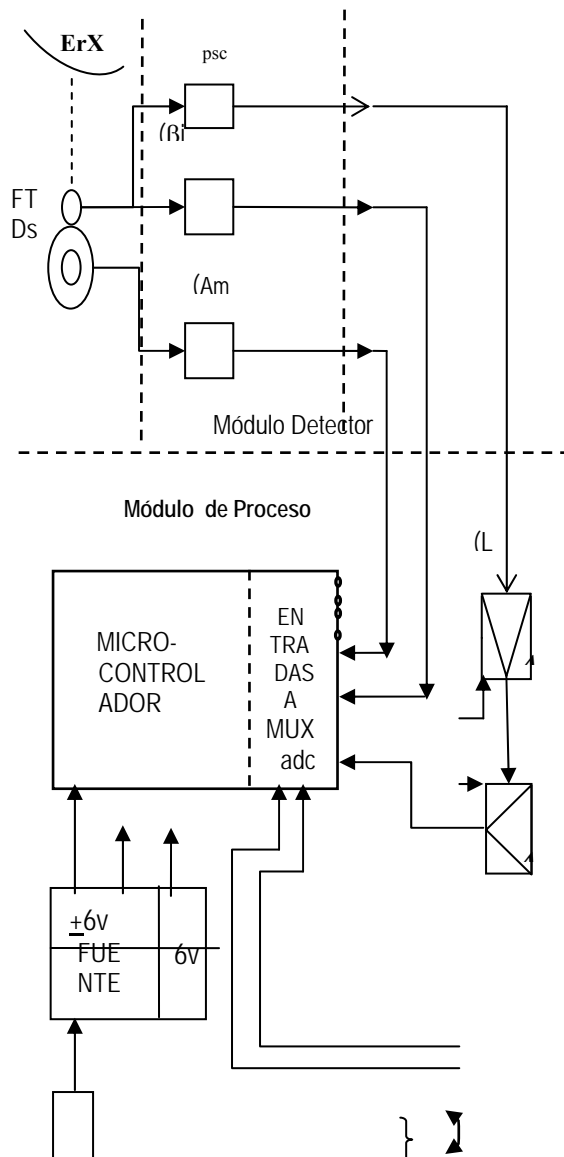 ErX
psc
(ßi
FT
Ds
(Am
Módulo Detector
Módulo de Proceso
(L
EN
TRA
DAS
A
MUX
adc
MICRO-
CONTROL
ADOR
±6v
FUE
NTE
6v
}